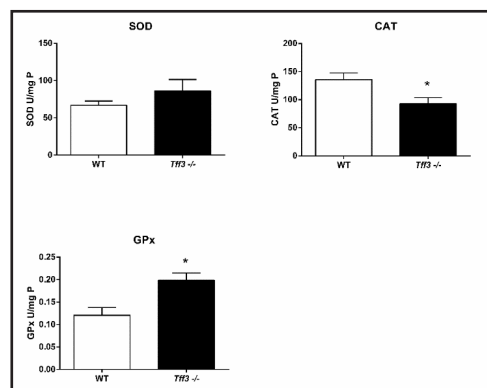 SOD
SOD U/mg P
150
100
50
0
WT
Tff3 -/-
CAT
CAT U/mg P
200
150
100
50
0
*
WT
Tff3 -/-
GPx
GPx U/mg P
0.25
0.20
0.15
0.10
0.05
0.00
*
WT
Tff3 -/-